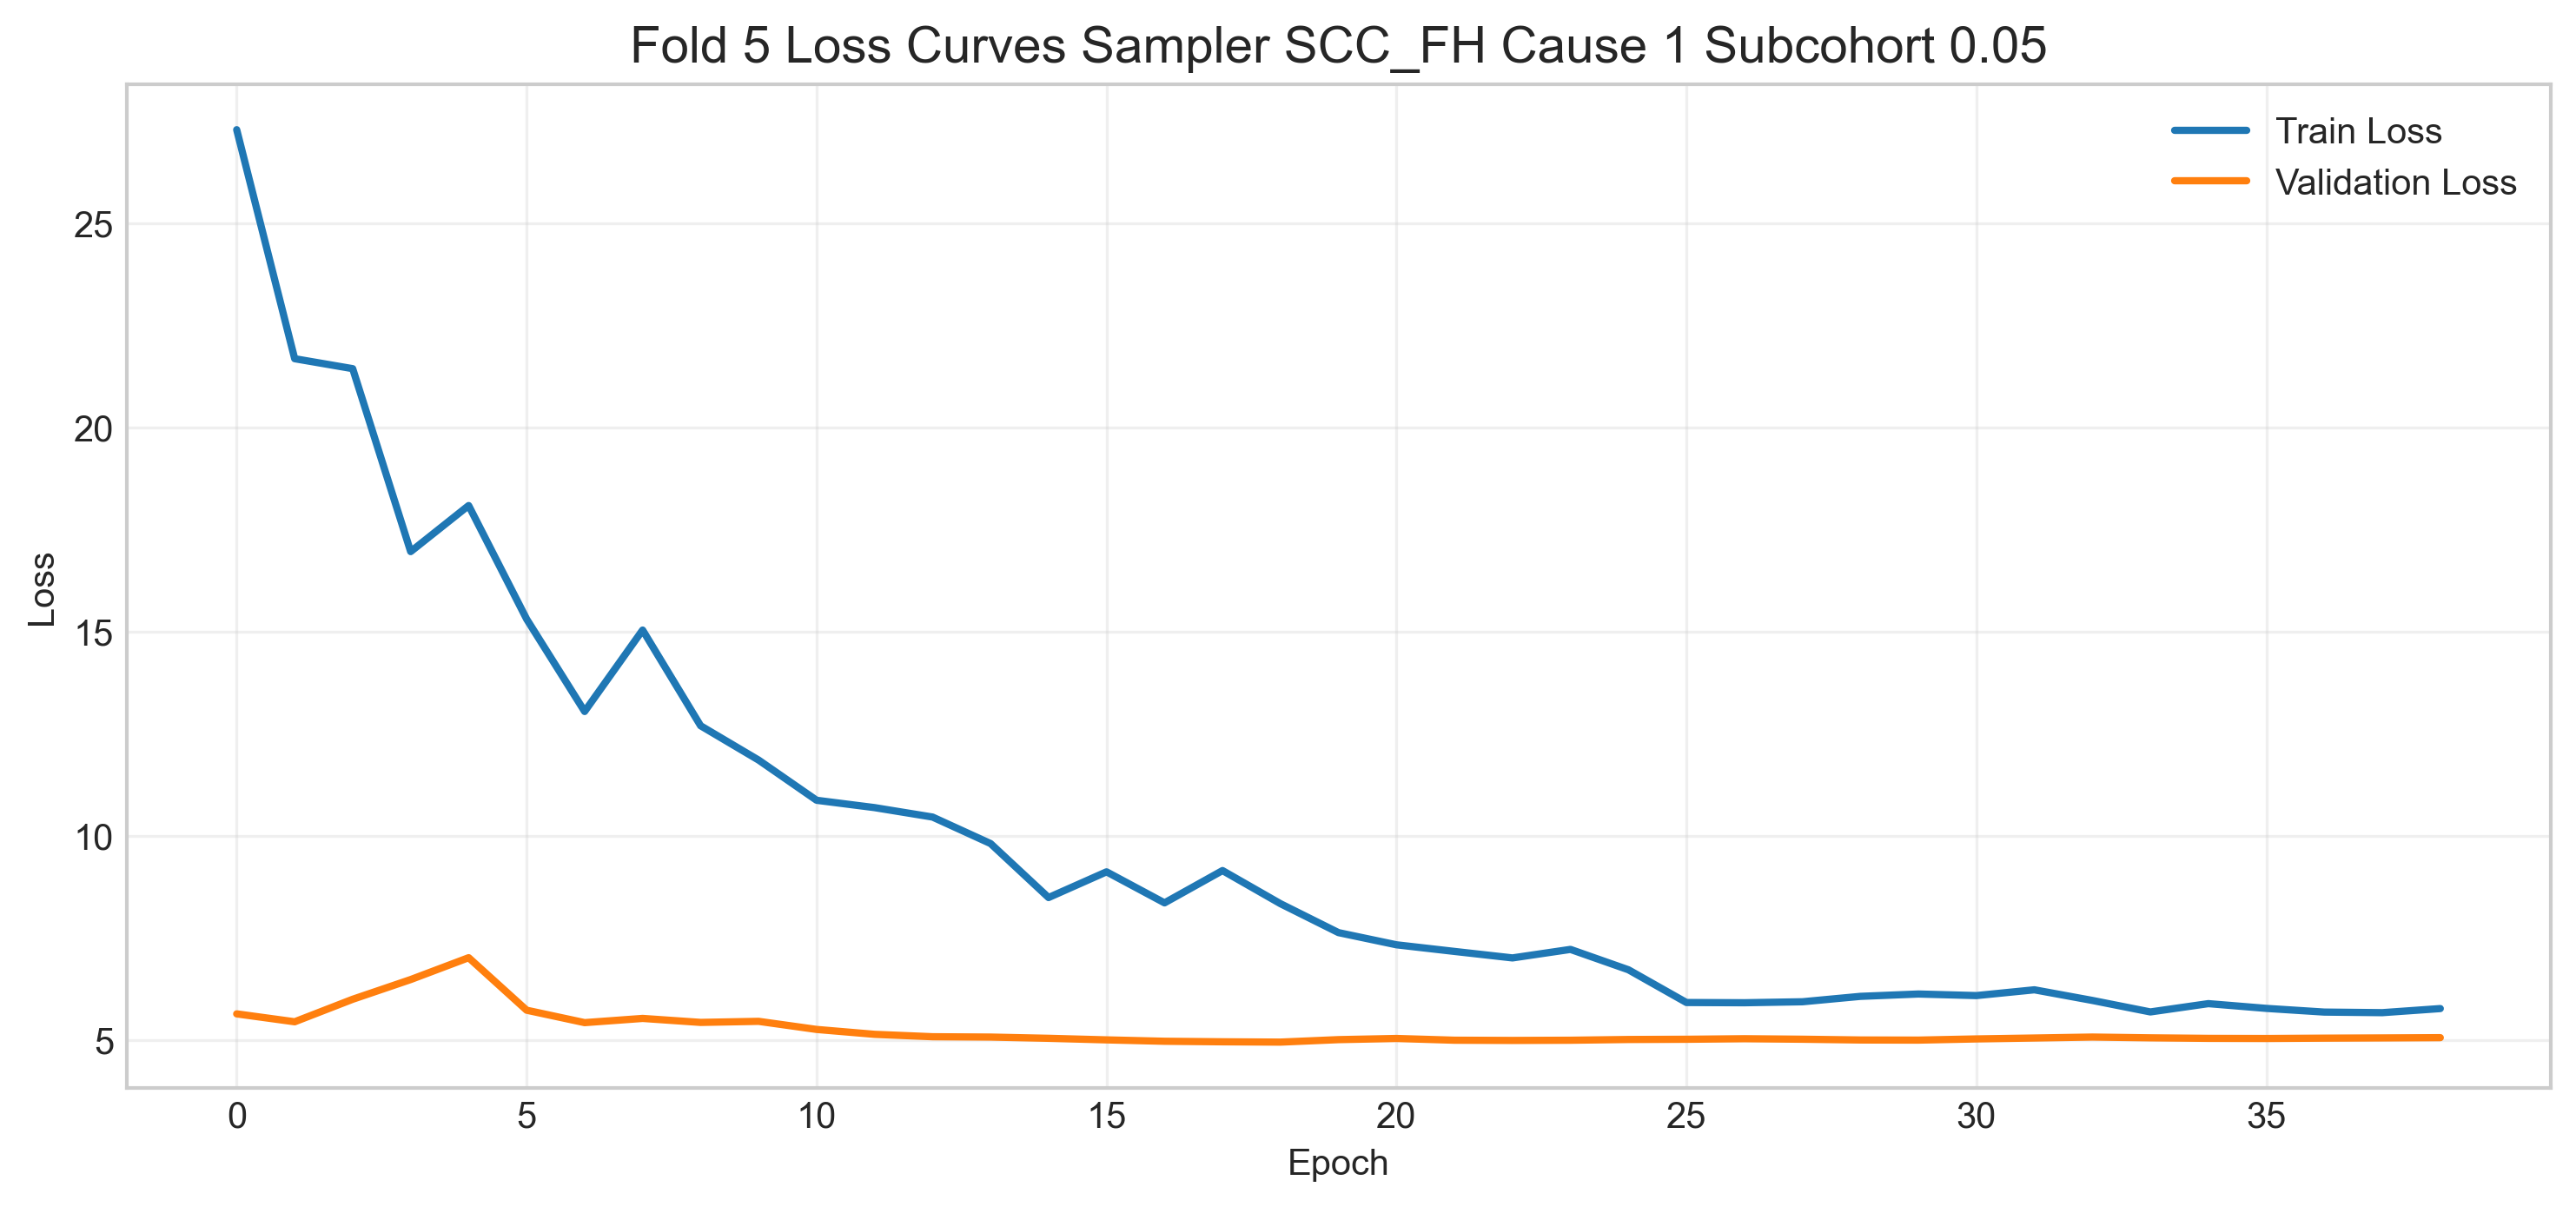 Fold 5 Loss Curves Sampler SCC_FH Cause 1 Subcohort 0.05
Train Loss
Validation Loss
25
20
15
10
5
Loss
0 5 10 15 20 25 30 35
Epoch